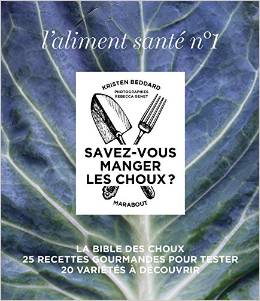 l'aliment santé n°1
KRISTEN BEDDARD
PHOTOGRAPHIES
REBECCA GENET
SAVEZ-VOUS
MANGER
LES CHOUX ?
MARABOUT
LA BIBLE DES CHOUX
25 RECETTES GOURMANDES POUR TESTER
20 VARIÉTÉS À DÉCOUVRIR